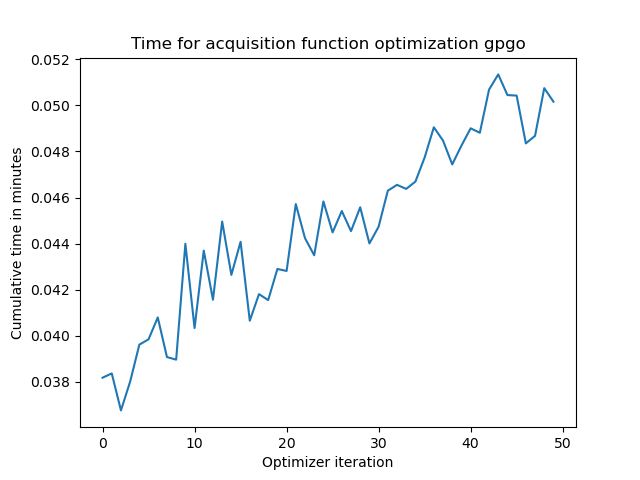 Time for acquisition function optimization gpgo
0.052
0.050
0.048
0.046
0.044
0.042
0.040
0.038
Cumulative time in minutes
0 10 20 30 40 50
Optimizer iteration